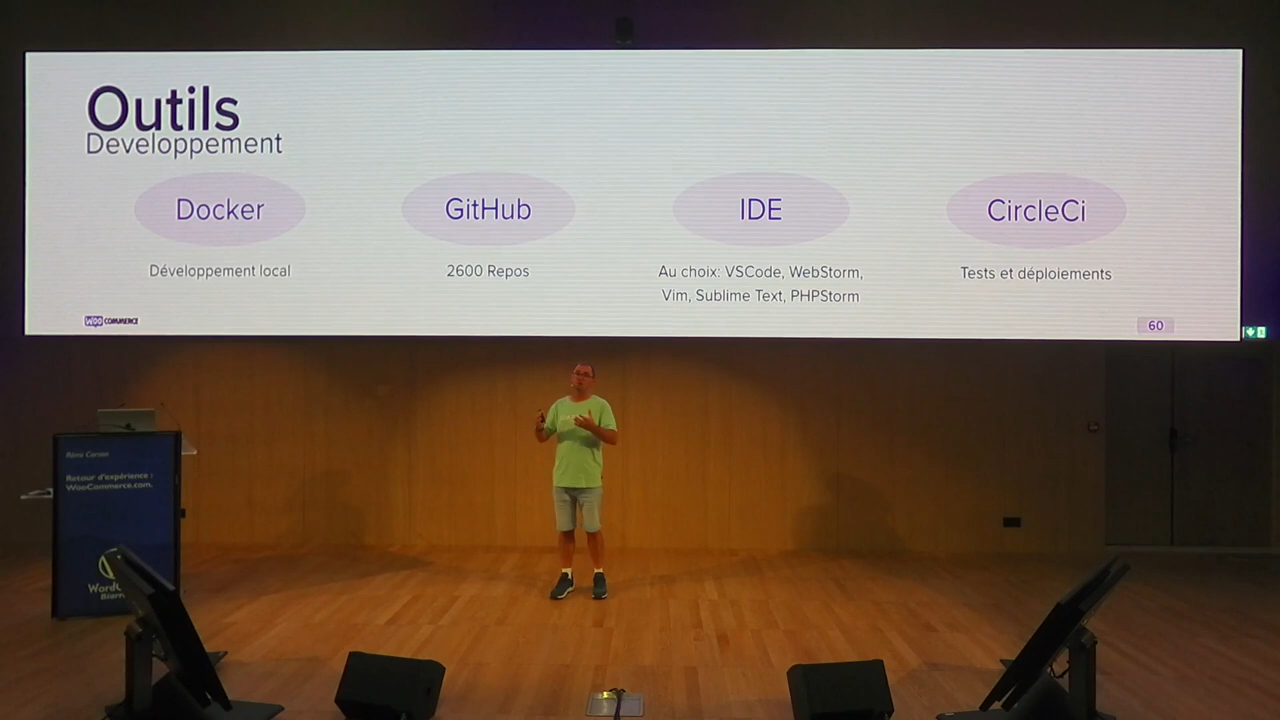 Outils
Developpement
Docker
GitHub
IDE
CircleCi
Développement local
2600 Repos
Au choix: VSCode, WebStorm,
Vim, Sublime Text, PHPStorm
Tests et déploiements
WOO COMMERCE
60
Retour d'expérience :
WooCommerce.com.